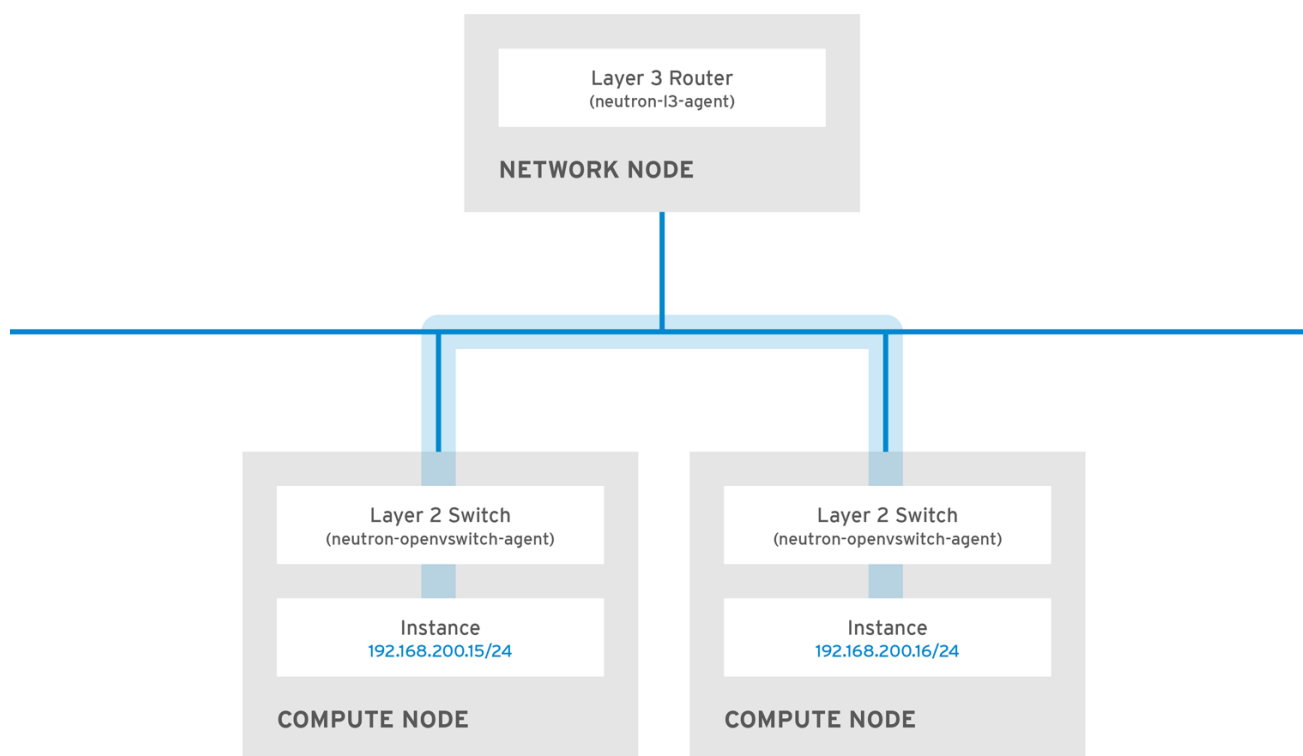 Layer 3 Router
(neutron-l3-agent)
NETWORK NODE
Layer 2 Switch
(neutron-openvswitch-agent)
Instance
192.168.200.15/24
COMPUTE NODE
Layer 2 Switch
(neutron-openvswitch-agent)
Instance
192.168.200.16/24
COMPUTE NODE